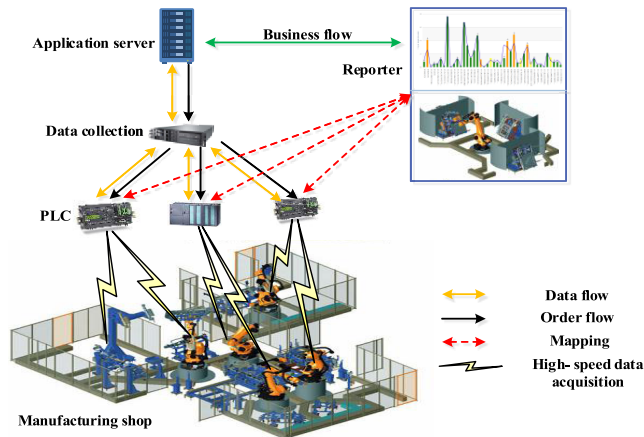 Application server
Business flow
Reporter
Data collection
PLC
Data flow
Order flow
Mapping
High- speed data
acquisition
Manufacturing shop